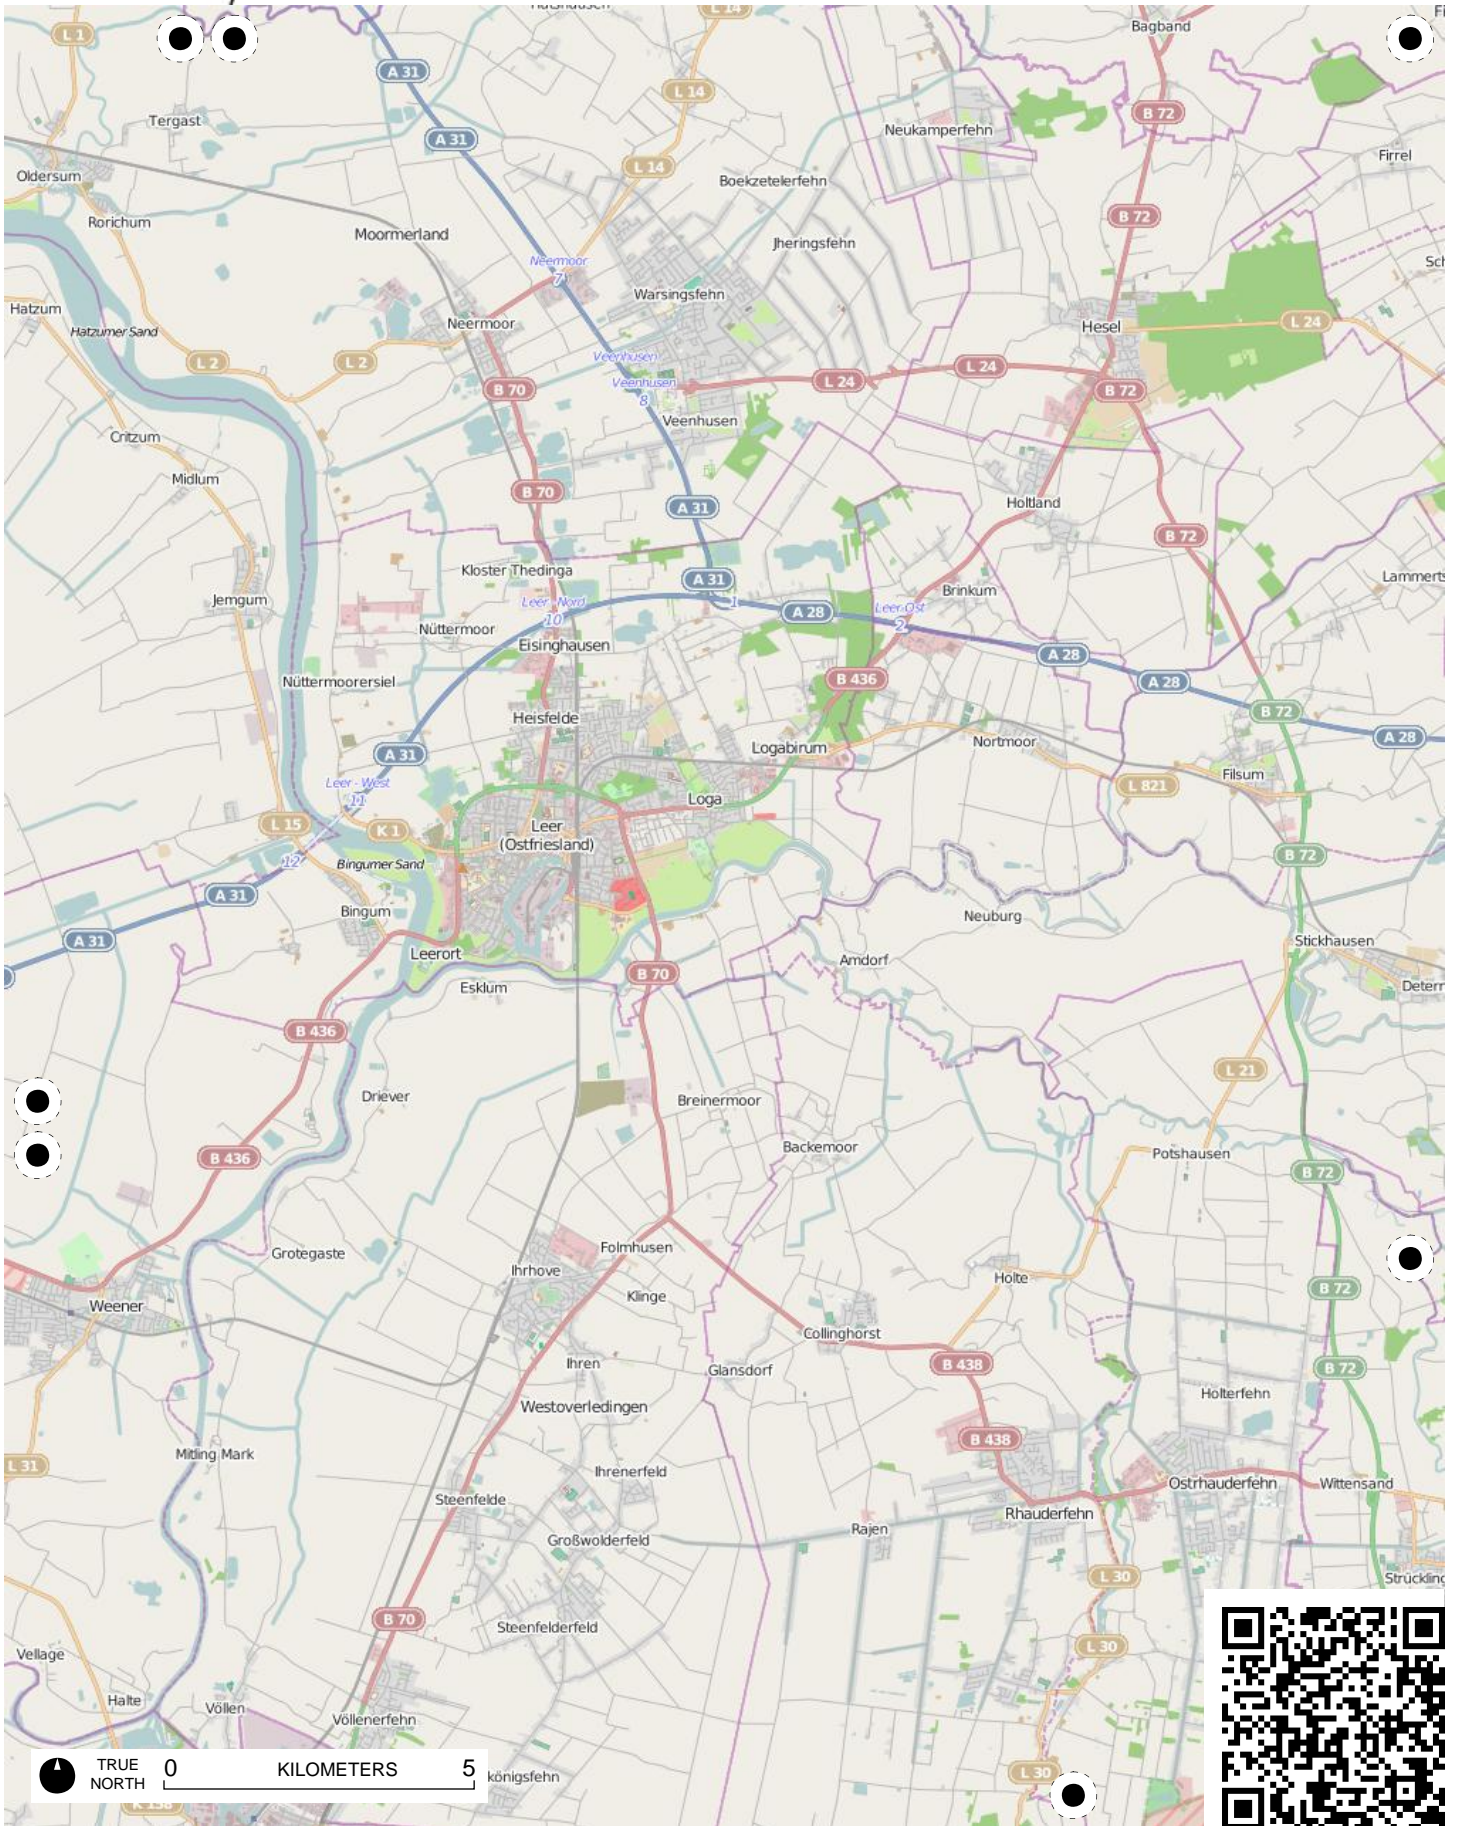 L 14
Bagband
L 1
A 31
L 14
B 72
Tergast
Neukamperfehn
A 31
Firrel
L 14
Oldersum
Boekzetelerfehn
B 72
Rorichum
Moormerland
Jheringsfehn
Neermoor
7
Warsingsfehn
Hatzum
Neermoor
Hesel
L 24
Hatzumer Sand
Veenhusen
L 2
L 2
Veenhusen
8
L 24
L 24
B 70
B 72
Veenhusen
Critzum
Midlum
B 70
Holtland
A 31
B 72
Kloster Thedinga
A 31
Lammerts
Brinkum
Jemgum
Leer - Nord
10
1
A 28
Leer Ost
2
Nüttermoor
Eisinghausen
A 28
B 436
Nüttermoorersiel
A 28
B 72
Heisfelde
A 28
Logabirum
Nortmoor
A 31
Filsum
Leer - West
11
L 821
Loga
L 15
K 1
Leer
(Ostfriesland)
B 72
12
Bingumer Sand
A 31
Bingum
Neuburg
A 31
Stickhausen
Leerort
Amdorf
B 70
Esklum
Detern
B 436
L 21
Driever
Breinermoor
Backemoor
Potshausen
B 436
B 72
Grotegaste
Folmhusen
Ihrhove
Holte
B 72
Weener
Klinge
Collinghorst
Ihren
Glansdorf
B 438
B 72
Holterfehn
Westoverledingen
B 438
Mitling Mark
L 31
Ihrenerfeld
Ostrhauderfehn
Wittensand
Steenfelde
Rhauderfehn
Rajen
Großwolderfeld
L 30
Strückling
B 70
Steenfelderfeld
L 30
Vellage
Halte
Völlen
Völlenerfehn
TRUE
NORTH
0 KILOMETERS 5
königsfehn
L 30
K 158